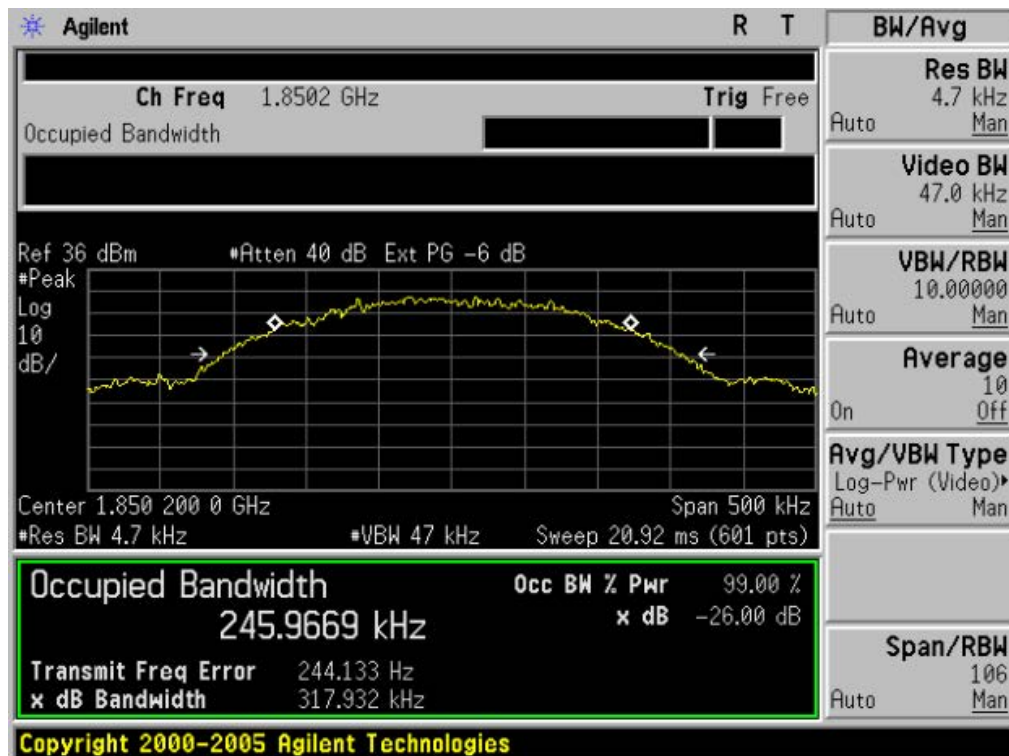 Agilent R T
Ch Freq 1.8502 GHz Trig Free
Occupied Bandwidth
Ref 36 dBm #Atten 40 dB Ext PG -6 dB
#Peak
Log
10
dB/
Center 1.850 200 0 GHz Span 500 kHz
#Res BW 4.7 kHz #VBW 47 kHz Sweep 20.92 ms (601 pts)
Occupied Bandwidth Occ BW % Pwr 99.00 %
245.9669 kHz x dB -26.00 dB
Transmit Freq Error 244.133 Hz
x dB Bandwidth 317.932 kHz
Copyright 2000-2005 Agilent Technologies
BW/Avg
Res BW
4.7 kHz
Auto Man
Video BW
47.0 kHz
Auto Man
VBW/RBW
10.00000
Auto Man
Average
10
On Off
Avg/VBW Type
Log-Pwr (Video)
Auto Man
Span/RBW
106
Auto Man